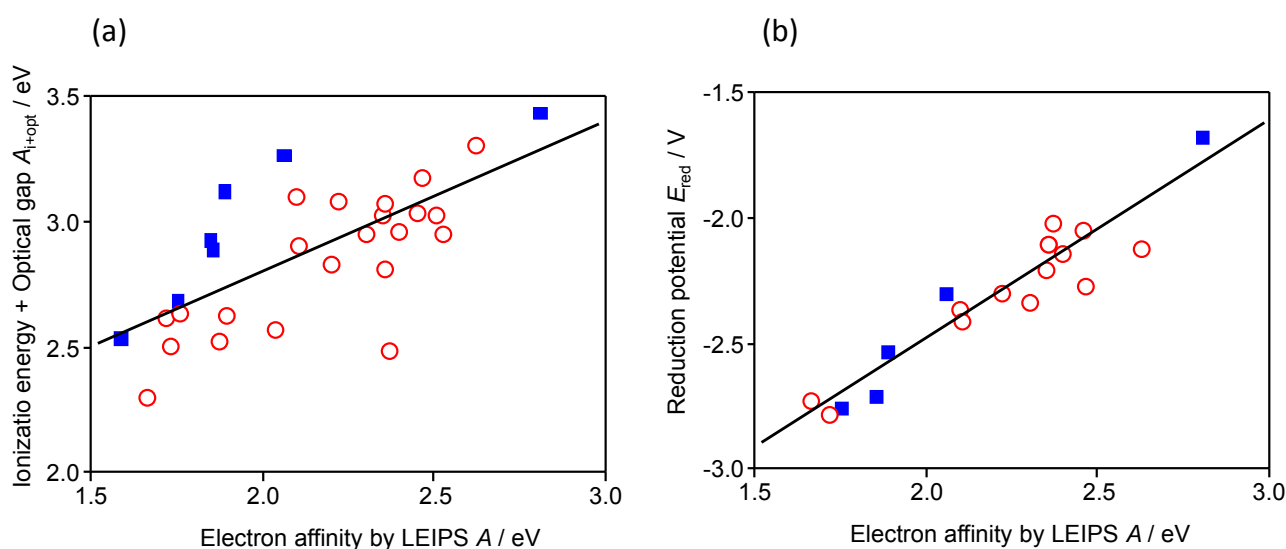 (a)
Ionizatio energy + Optical gap Ai+opt / eV
3.5
3.0
2.5
2.0
1.5
2.0
2.5
3.0
Electron affinity by LEIPS A / eV
(b)
Reduction potential Ered / V
-1.5
-2.0
-2.5
-3.0
1.5
2.0
2.5
3.0
Electron affinity by LEIPS A / eV